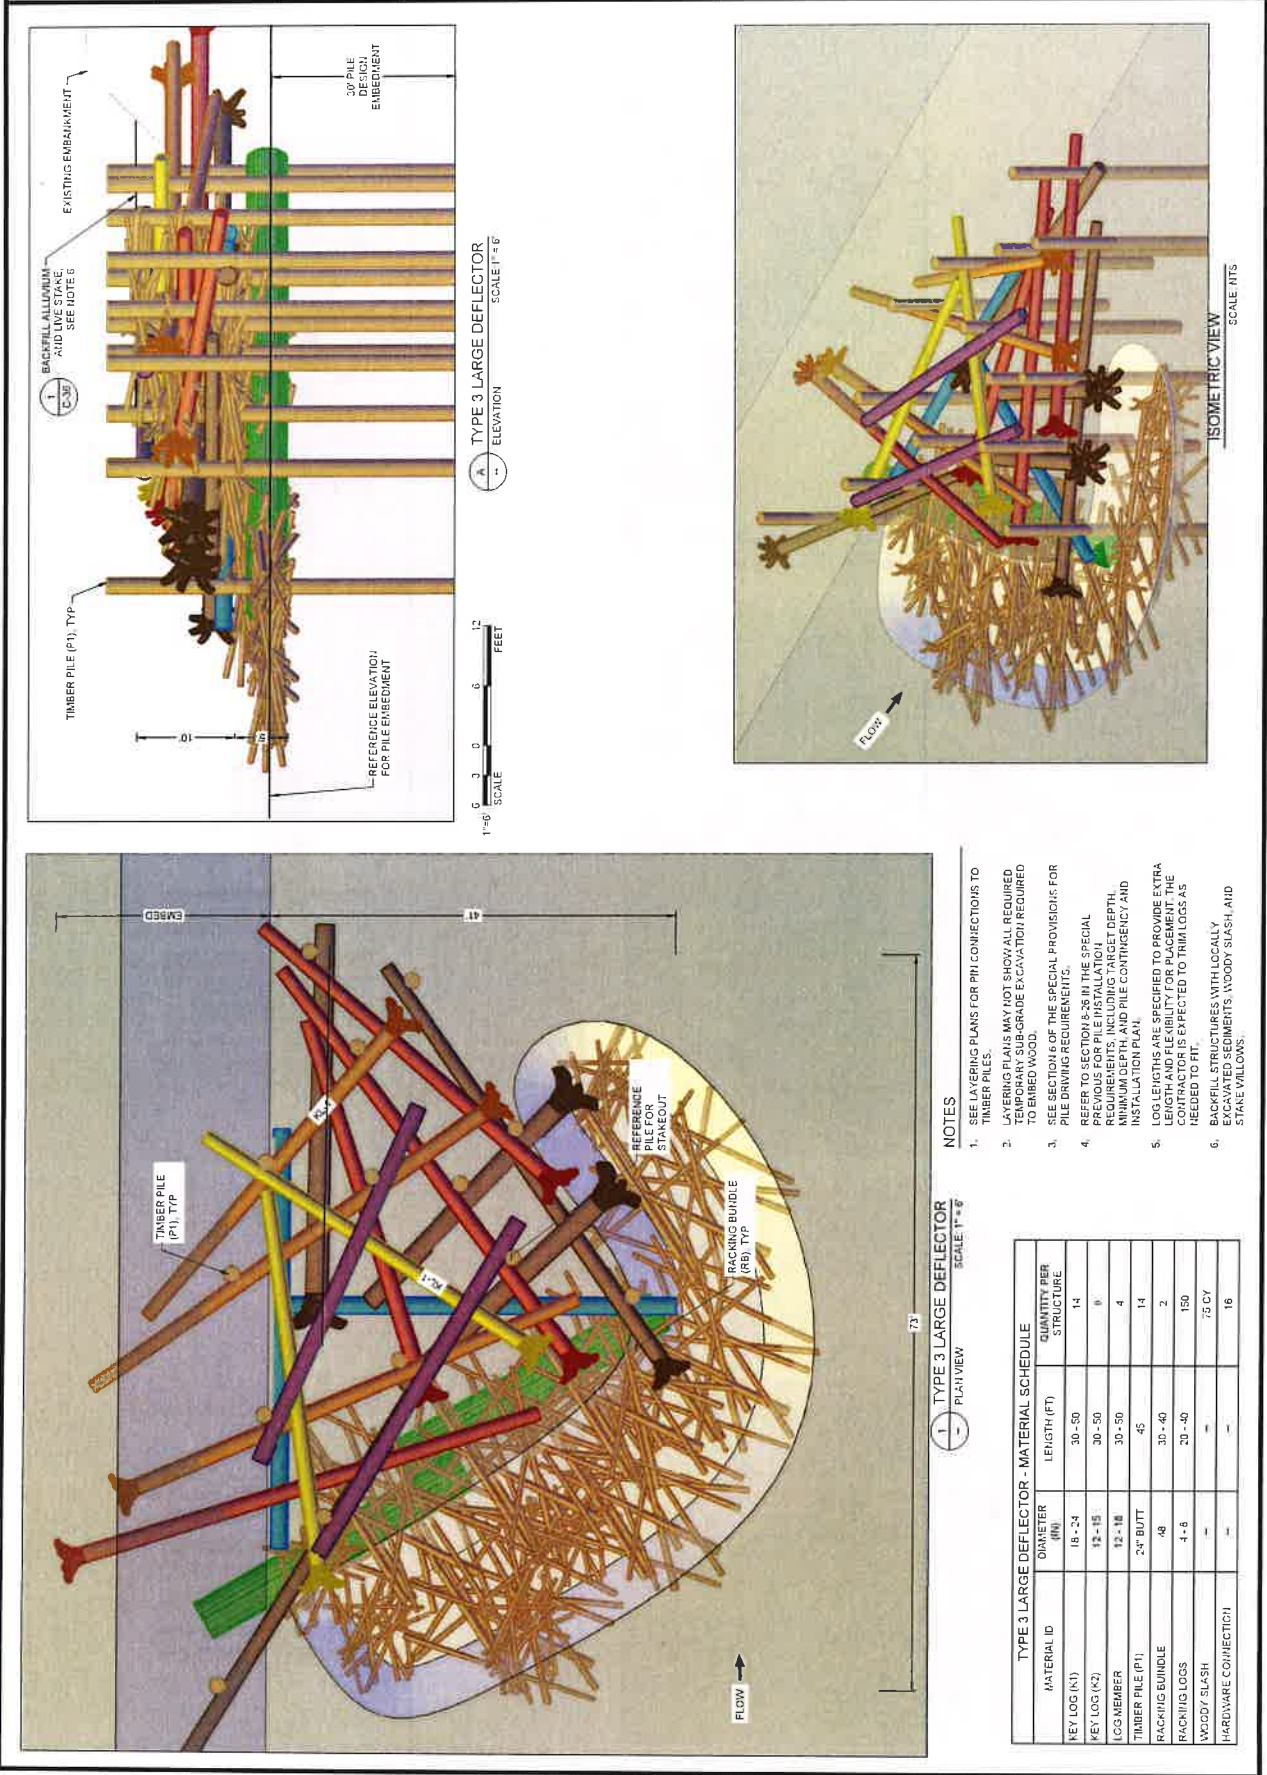 TIMBER PILE
(P1), TYP
KL-1
KL-1
EMBED
41'
REFERENCE
PILE FOR
STAKEOUT
RACKING BUNDLE
(RB), TYP
FLOW
73'
1
--
TYPE 3 LARGE DEFLECTOR
PLAN VIEW
SCALE: 1" = 6'
TIMBER PILE (P1), TYP
1
C-36
BACKFILL ALLUVIUM
AND LIVE STAKE,
SEE NOTE 6
EXISTING EMBANKMENT
10'
5'
REFERENCE ELEVATION
FOR PILE EMBEDMENT
30' PILE
DESIGN
EMBEDMENT
A
--
TYPE 3 LARGE DEFLECTOR
ELEVATION
SCALE: 1" = 6'
1"=6'
6 3 0 6 12
SCALE
FEET
FLOW
ISOMETRIC VIEW
SCALE: NTS
TYPE 3 LARGE DEFLECTOR - MATERIAL SCHEDULE
MATERIAL ID DIAMETER (IN) LENGTH (FT) QUANTITY PER STRUCTURE
KEY LOG (K1) 18 - 24 30 - 50 14
KEY LOG (K2) 12 - 15 30 - 50
LOG MEMBER 12 - 18 30 - 50 4
TIMBER PILE (P1) 24" BUTT 45 14
RACKING BUNDLE 48 30 - 40 2
RACKING LOGS 4 - 8 20 - 40 150
WOODY SLASH -- -- 75 CY
HARDWARE CONNECTION -- -- 16
NOTES
1. SEE LAYERING PLANS FOR PIN CONNECTIONS TO
TIMBER PILES.
2. LAYERING PLANS MAY NOT SHOW ALL REQUIRED
TEMPORARY SUB-GRADE EXCAVATION REQUIRED
TO EMBED WOOD.
3. SEE SECTION 6 OF THE SPECIAL PROVISIONS FOR
PILE DRIVING REQUIREMENTS.
4. REFER TO SECTION 8-26 IN THE SPECIAL
PREVIOUS FOR PILE INSTALLATION
REQUIREMENTS, INCLUDING TARGET DEPTH,
MINIMUM DEPTH, AND PILE CONTINGENCY AND
INSTALLATION PLAN.
5. LOG LENGTHS ARE SPECIFIED TO PROVIDE EXTRA
LENGTH AND FLEXIBILITY FOR PLACEMENT. THE
CONTRACTOR IS EXPECTED TO TRIM LOGS AS
NEEDED TO FIT.
6. BACKFILL STRUCTURES WITH LOCALLY
EXCAVATED SEDIMENTS, WOODY SLASH, AND
STAKE WILLOWS.